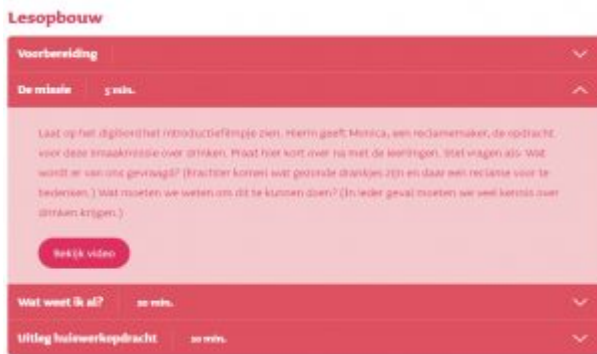 Lesopbouw
Voorbereiding
De missie 5 min.
Laat op het digibord het introductiefilmpje zien. Hierin geeft Monica, een reclamemaker, de opdracht
voor deze smaakmissie over drinken. Praat hier kort over na met de leerlingen. Stel vragen als: Wat
wordt er van ons gevraagd? (Erachter komen wat gezonde drankjes zijn en daar een reclame voor te
bedenken.) Wat moeten we weten om dit te kunnen doen? (In ieder geval moeten we veel kennis over
drinken krijgen.)
Bekijk video
Wat weet ik al? 10 min.
Uitleg huiswerkopdracht 10 min.